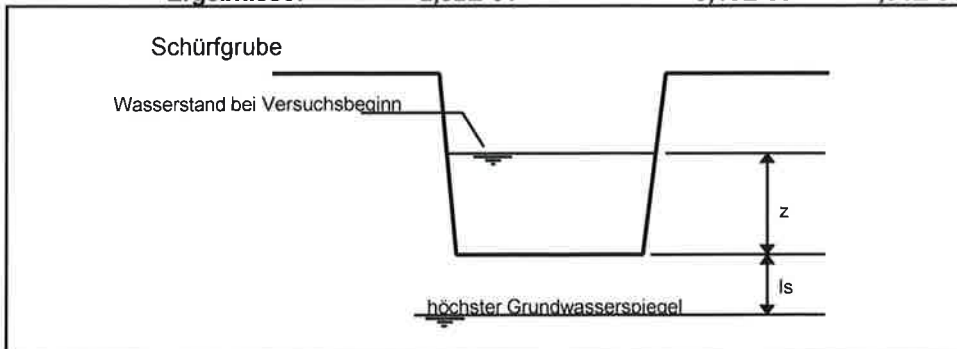 Schürfgrube
Wasserstand bei Versuchsbeginn
z
ls
höchster Grundwasserspiegel